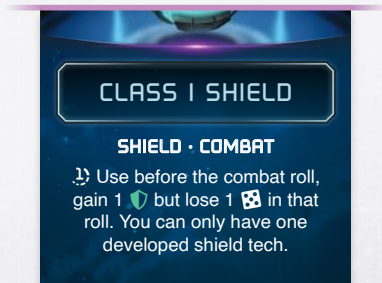 CLASS I SHIELD
SHIELD · COMBAT
1 Use before the combat roll,
gain 1 but lose 1 in that
roll. You can only have one
developed shield tech.